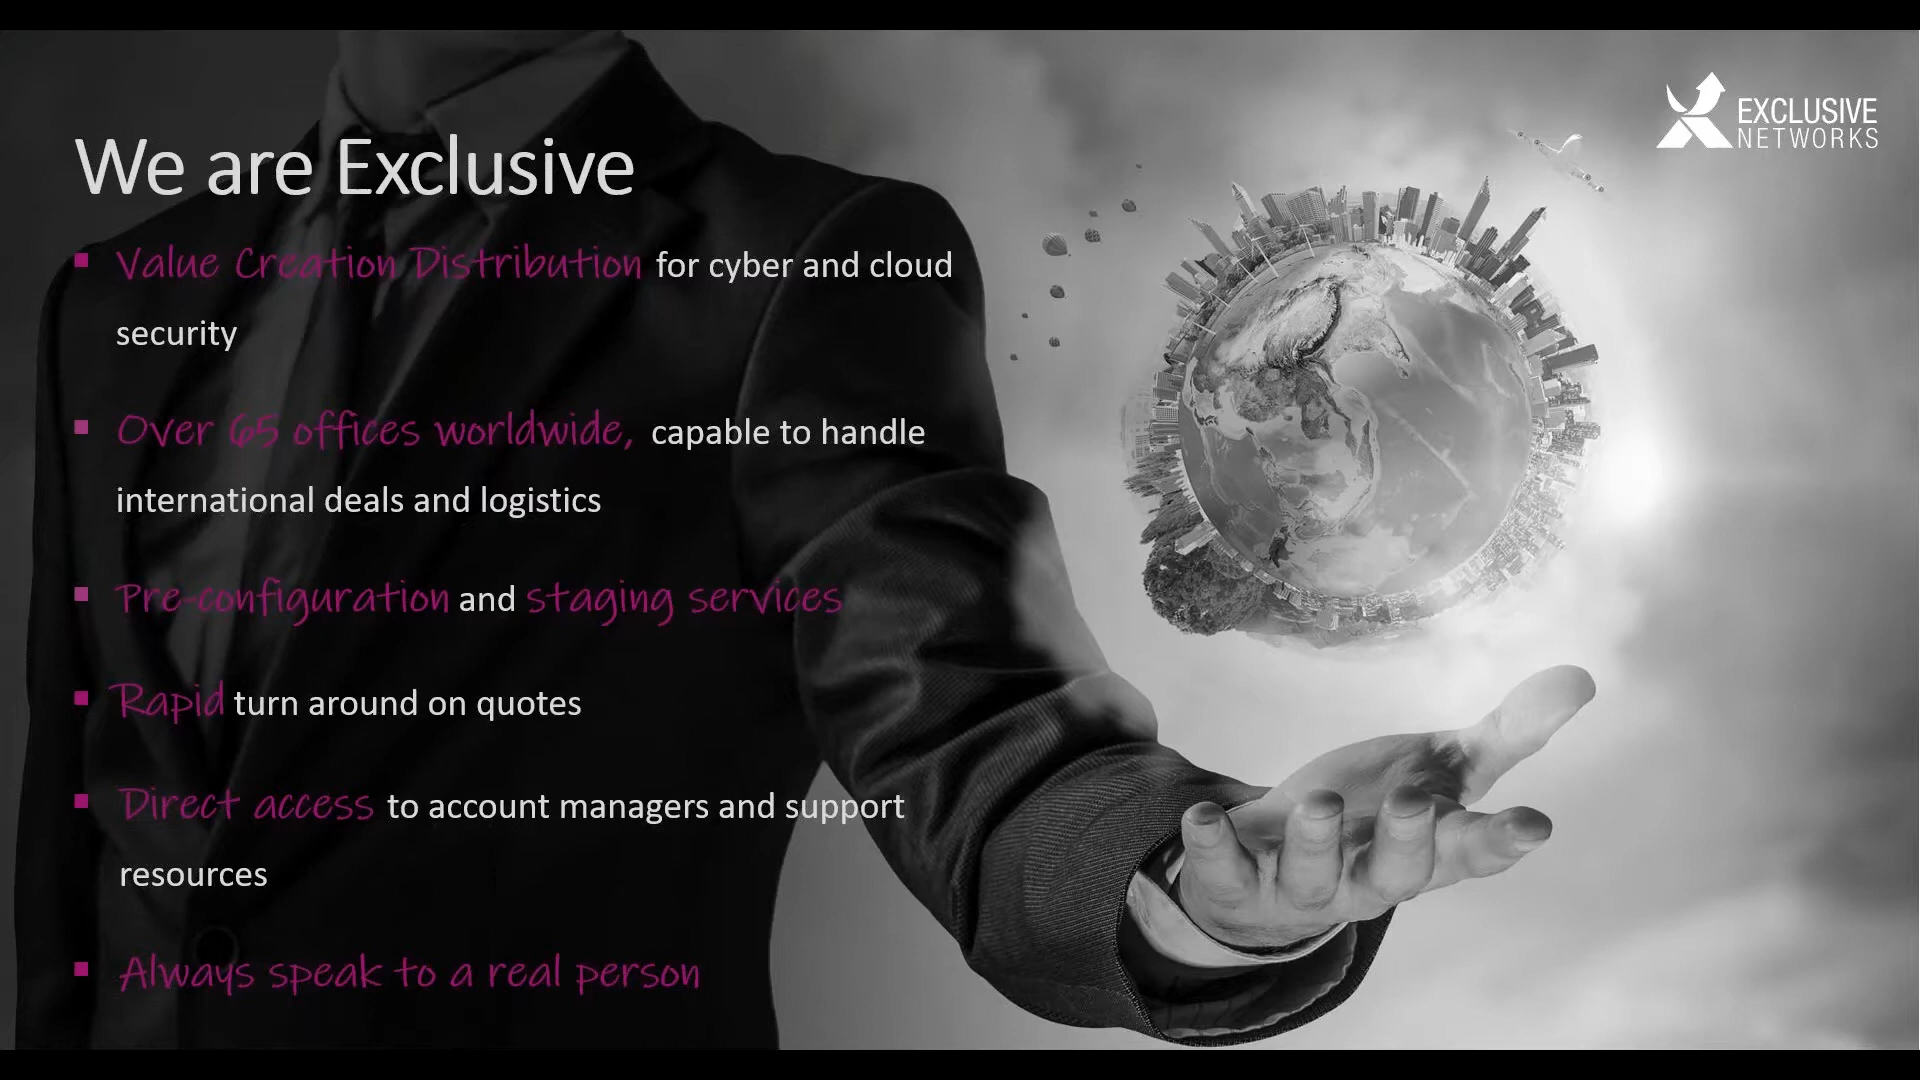 EXCLUSIVE
NETWORKS
We are Exclusive
▪ Value Creation Distribution for cyber and cloud
security
▪ Over 65 offices worldwide, capable to handle
international deals and logistics
▪ Pre-configuration and staging services
▪ Rapid turn around on quotes
▪ Direct access to account managers and support
resources
▪ Always speak to a real person